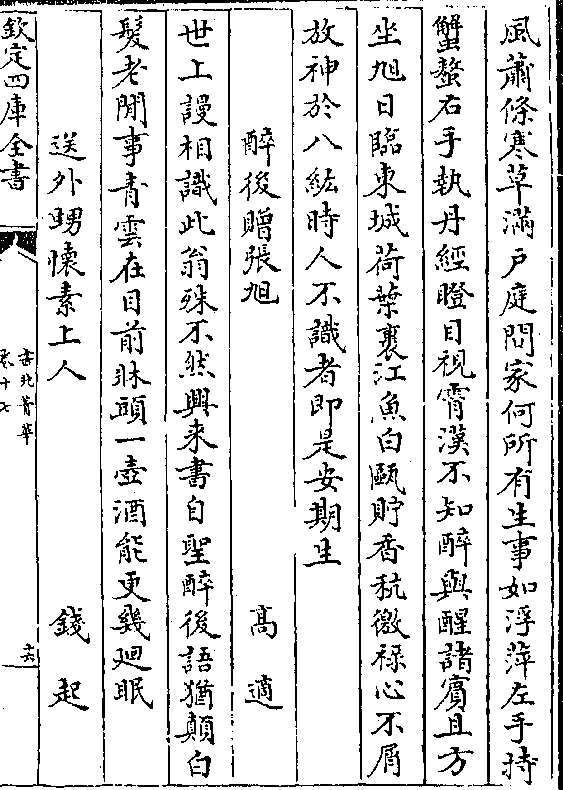 風蕭條寒草滿戶庭問家何所有生事如浮萍左手持
蟹螯右手執丹經瞪目視霄漢不知醉與醒諸賓且方
坐旭日臨東城荷葉裹江魚白甌貯香秔微祿心不屑
放神於八紘時人不識者即是安期生
醉後贈張旭 高適
世上謾相識此翁殊不然興来書自聖醉後語猶顛白
髮老閒事青雲在目前牀頭一壺酒能更幾廻眠
送外甥懷素上人 錢起
欽定四庫全書
卷十七
六